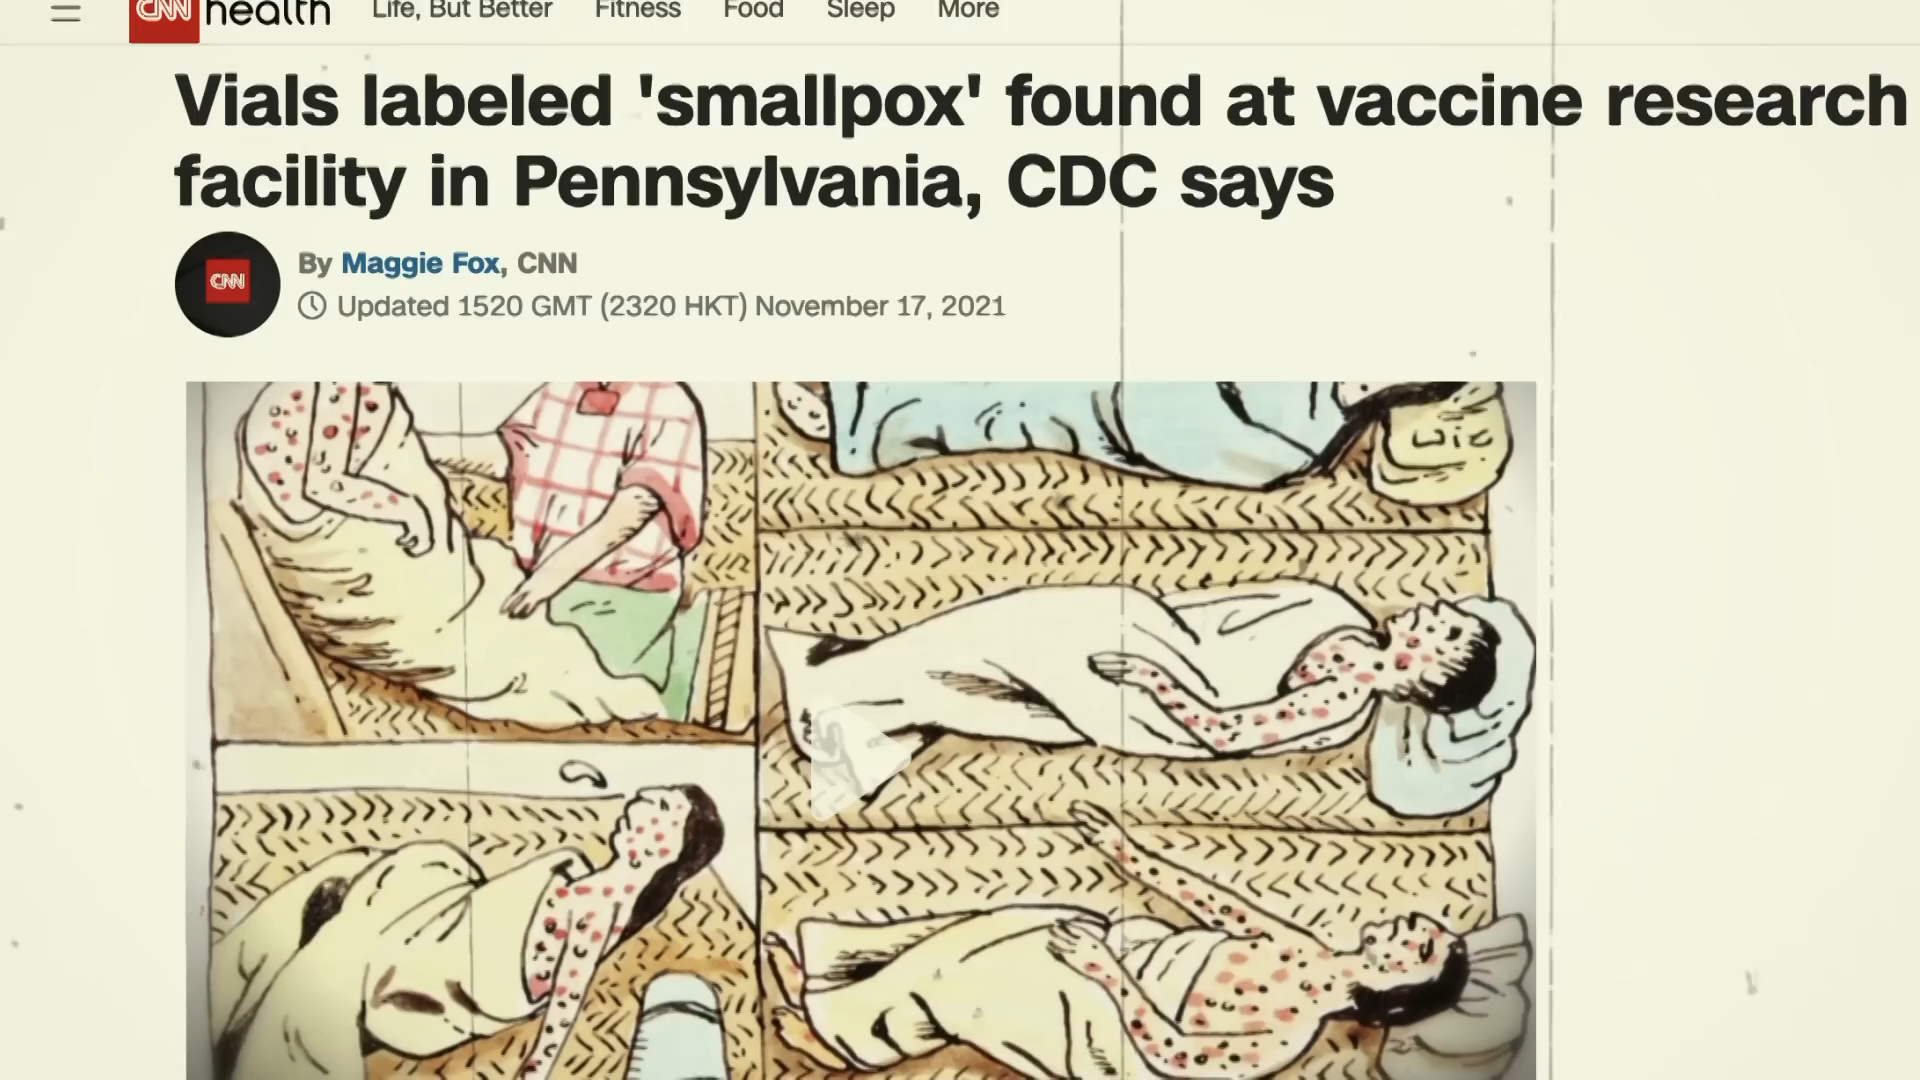 CNN health Life, But Better Fitness Food Sleep More
Vials labeled 'smallpox' found at vaccine research
facility in Pennsylvania, CDC says
CNN
By Maggie Fox, CNN
Updated 1520 GMT (2320 HKT) November 17, 2021